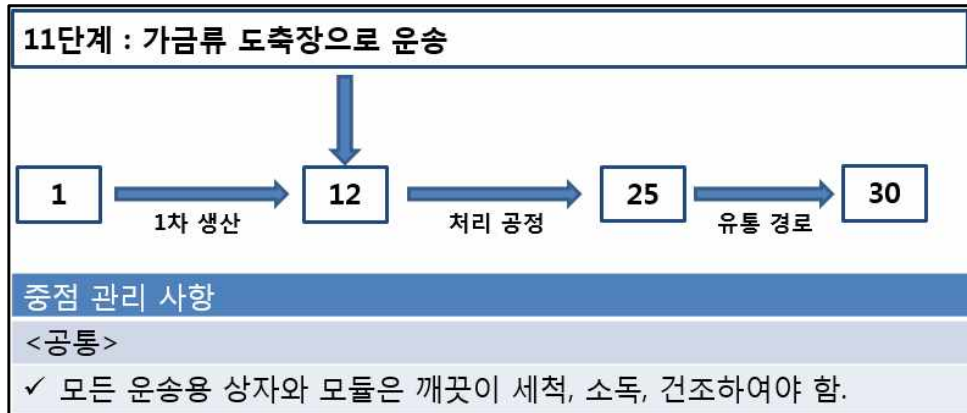 11단계 : 가금류 도축장으로 운송
1
12
25
30
1차 생산
처리 공정
유통 경로
중점 관리 사항
<공통>
✓ 모든 운송용 상자와 모듈은 깨끗이 세척, 소독, 건조하여야 함.